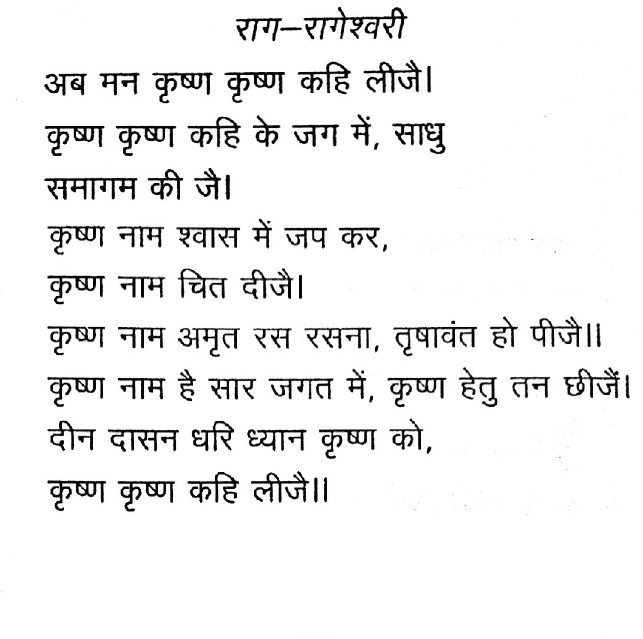 राग–रागेश्वरी
अब मन कृष्ण कृष्ण कहि लीजै।
कृष्ण कृष्ण कहि के जग में, साधु
समागम की जै।
कृष्ण नाम श्वास में जप कर,
कृष्ण नाम चित दीजै।
कृष्ण नाम अमृत रस रसना, तृषावंत हो पीजै॥
कृष्ण नाम है सार जगत में, कृष्ण हेतु तन छीजैं।
दीन दासन धरि ध्यान कृष्ण को,
कृष्ण कृष्ण कहि लीजै॥